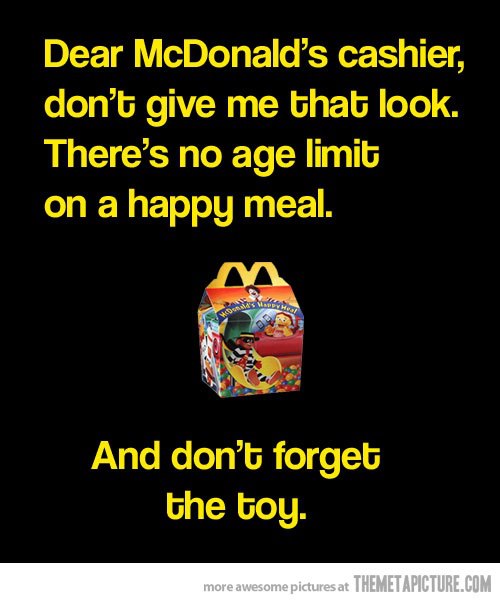 Dear McDonald's cashier,
don't give me that look.
There's no age limit
on a happy meal.
McDonald's Happy Meal
And don't forget
the toy.
more awesome pictures at THEMETAPICTURE.COM